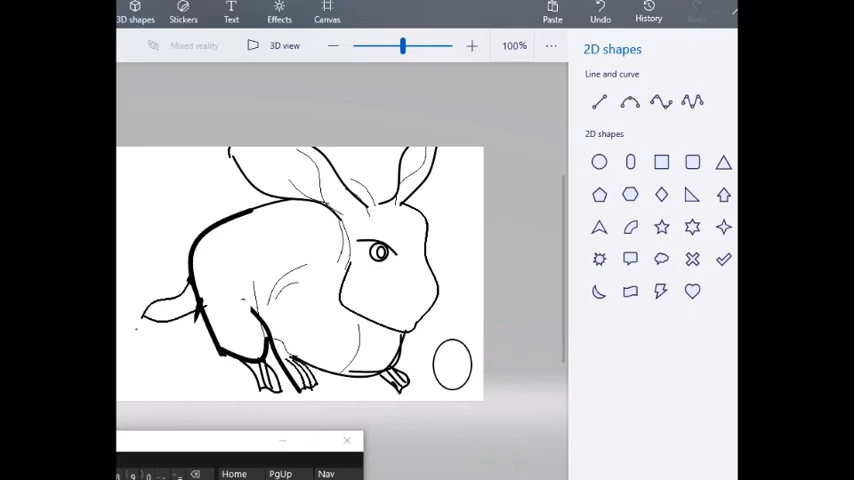 3D shapes
Stickers
Text
Effects
Canvas
Paste
Undo
History
Mixed reality
3D view
100%
2D shapes
Line and curve
2D shapes
Home
PgUp
Nav